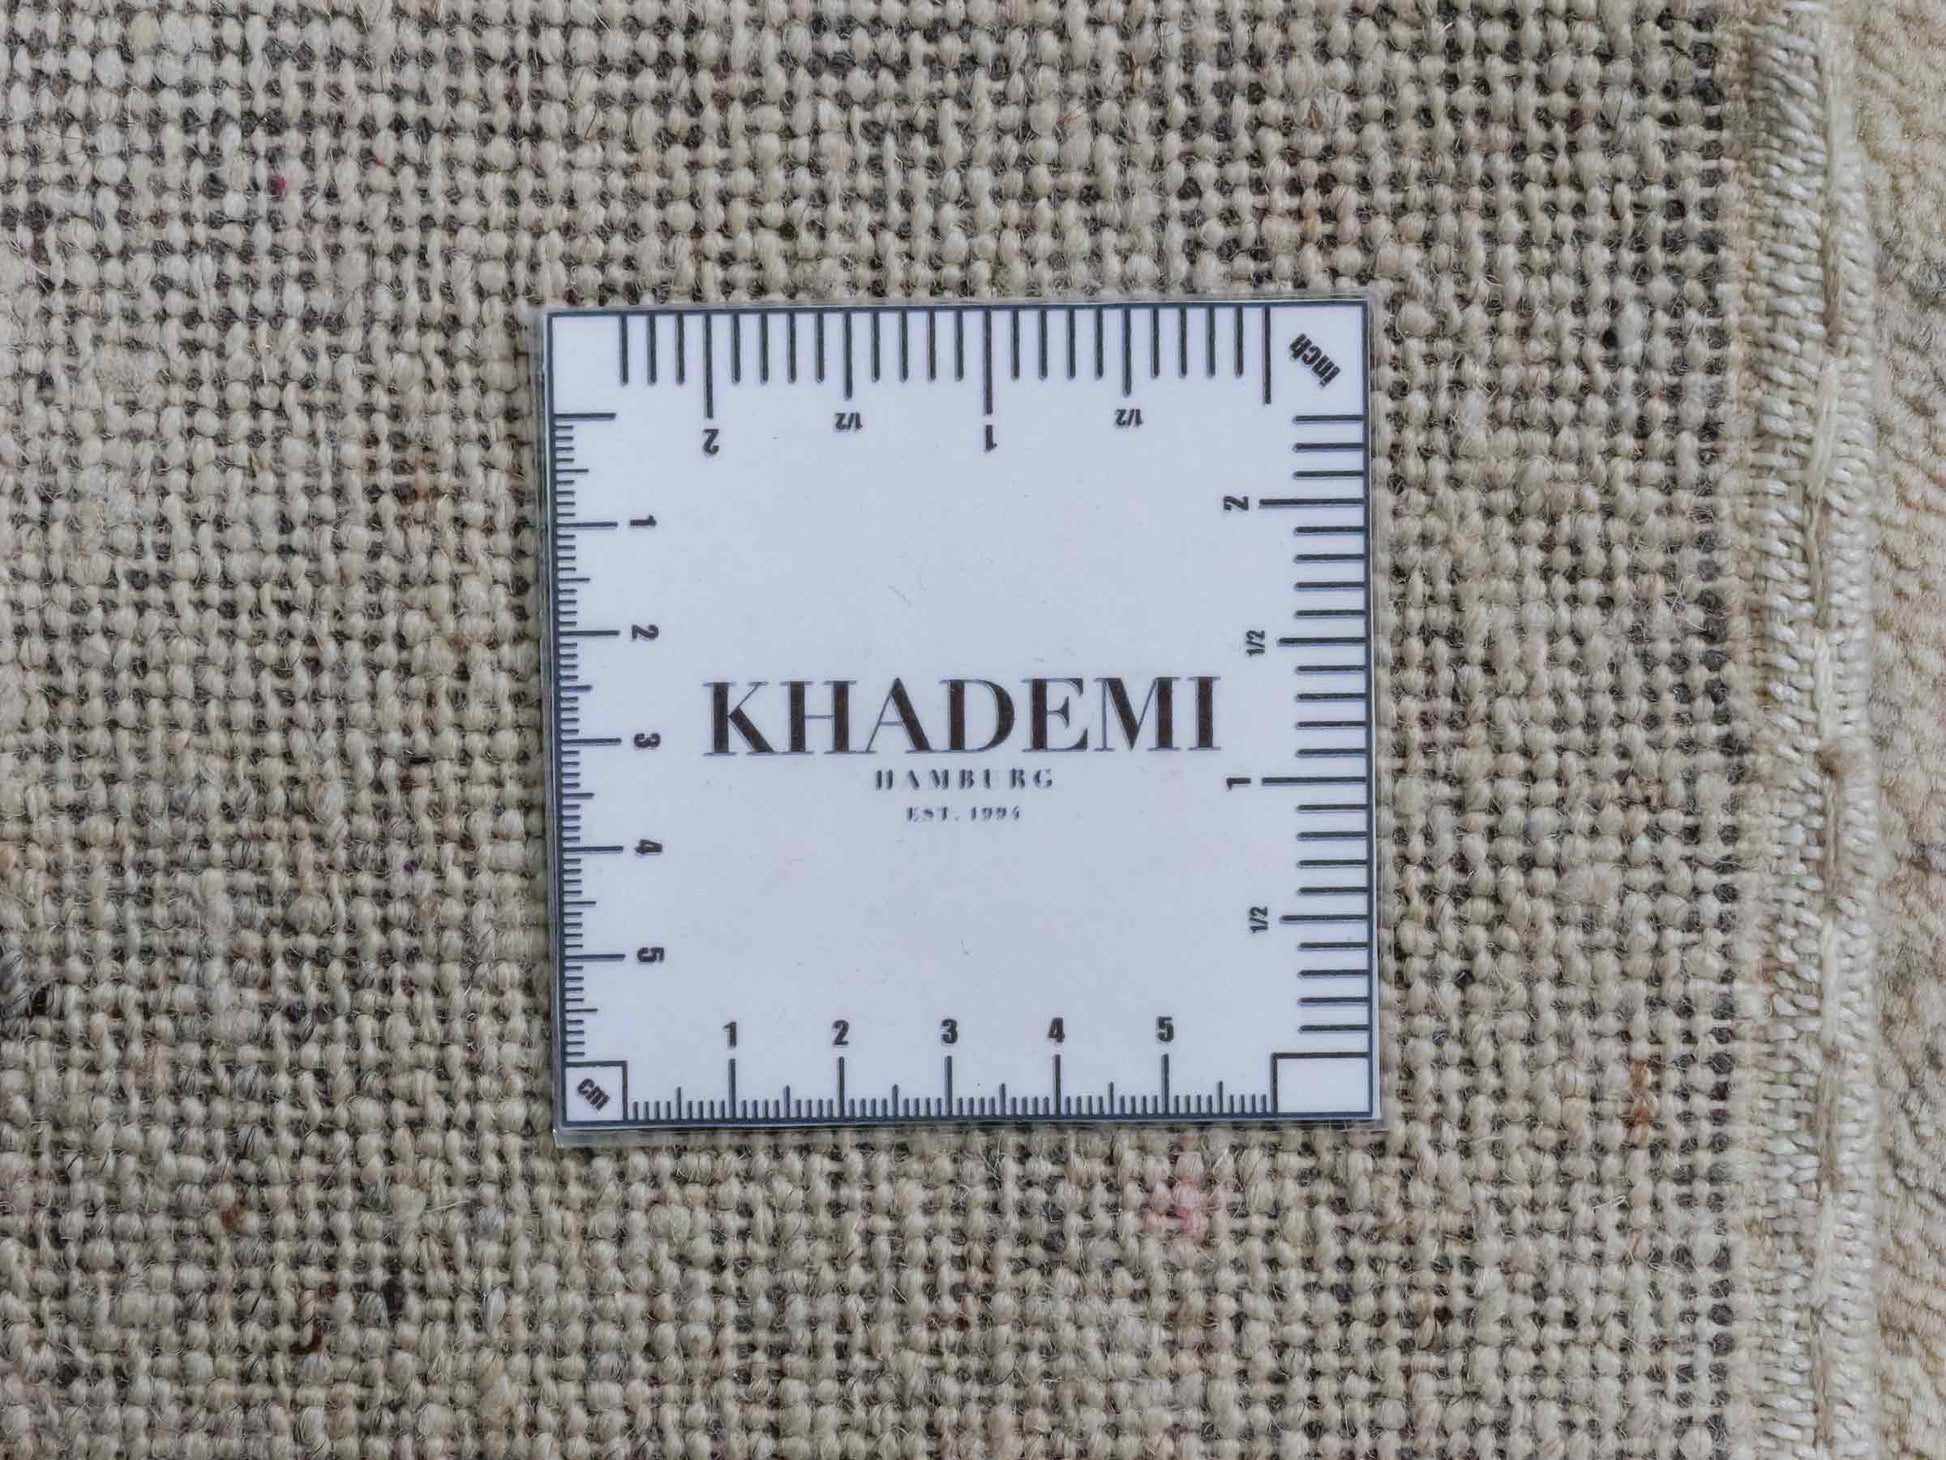 inch
2 1/2 1 1/2
1
2
3
4
5
2
1/2
1
1/2
KHADEMI
HAMBURG
EST. 1994
1 2 3 4 5
cm